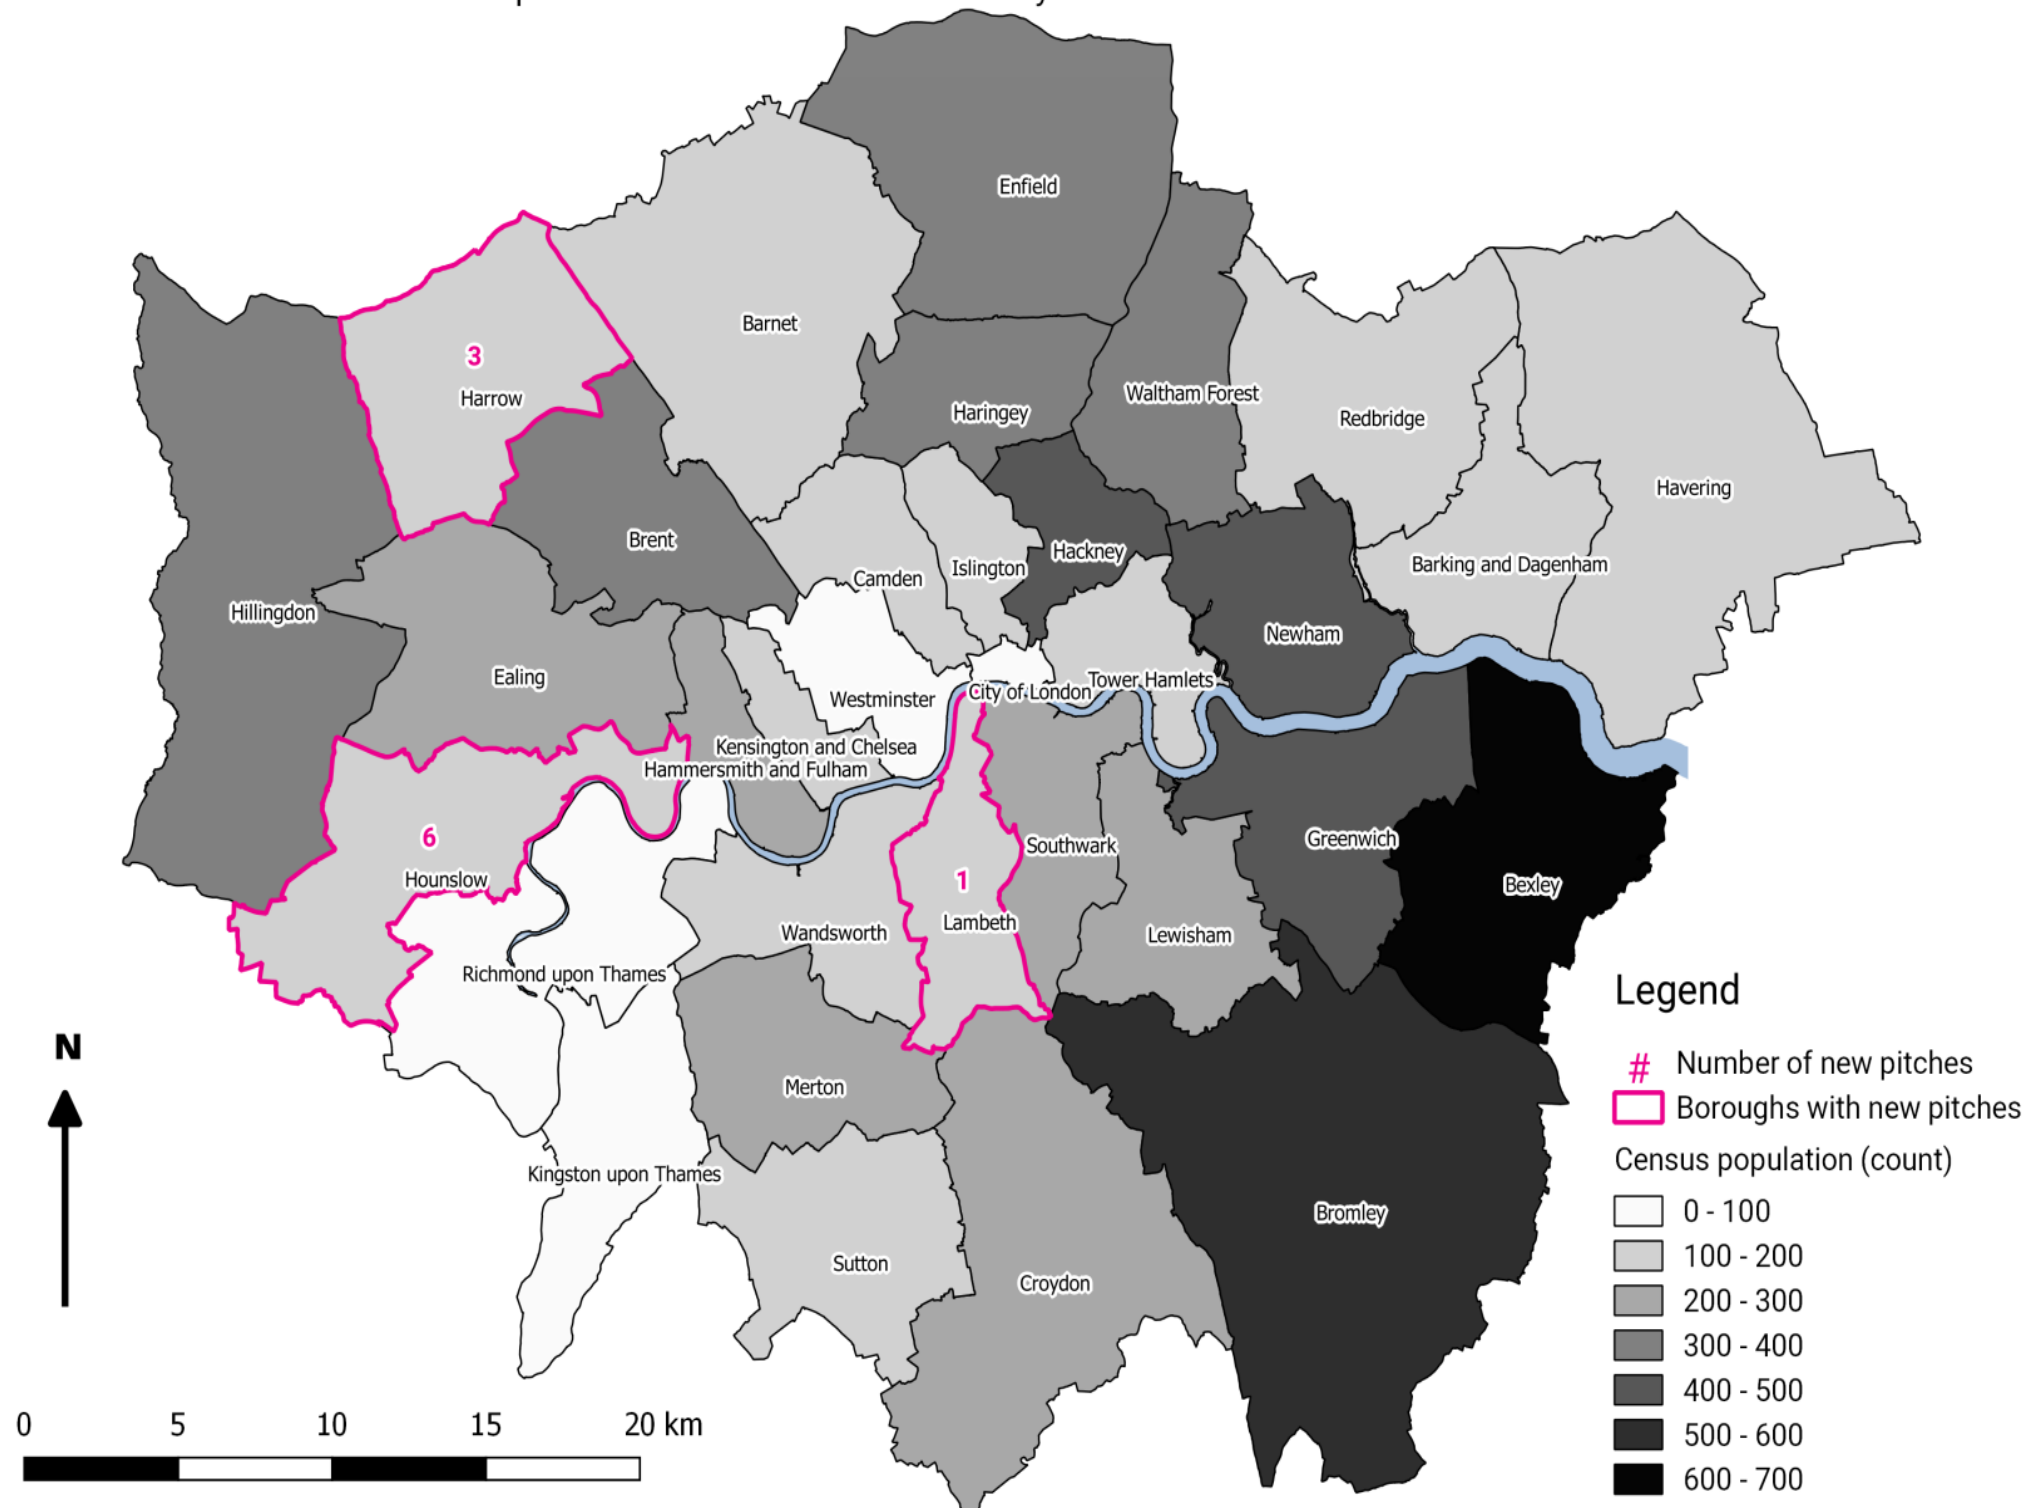 Enfield
Barnet
3
Harrow
Haringey
Waltham Forest
Redbridge
Havering
Brent
Hackney
Islington
Camden
Barking and Dagenham
Hillingdon
Newham
Ealing
Westminster
City of London
Tower Hamlets
Kensington and Chelsea
Hammersmith and Fulham
6
Hounslow
1
Lambeth
Southwark
Greenwich
Bexley
Wandsworth
Lewisham
Richmond upon Thames
Merton
Kingston upon Thames
Sutton
Croydon
Bromley
N
0 5 10 15 20 km
Legend
# Number of new pitches
Boroughs with new pitches
Census population (count)
0 - 100
100 - 200
200 - 300
300 - 400
400 - 500
500 - 600
600 - 700